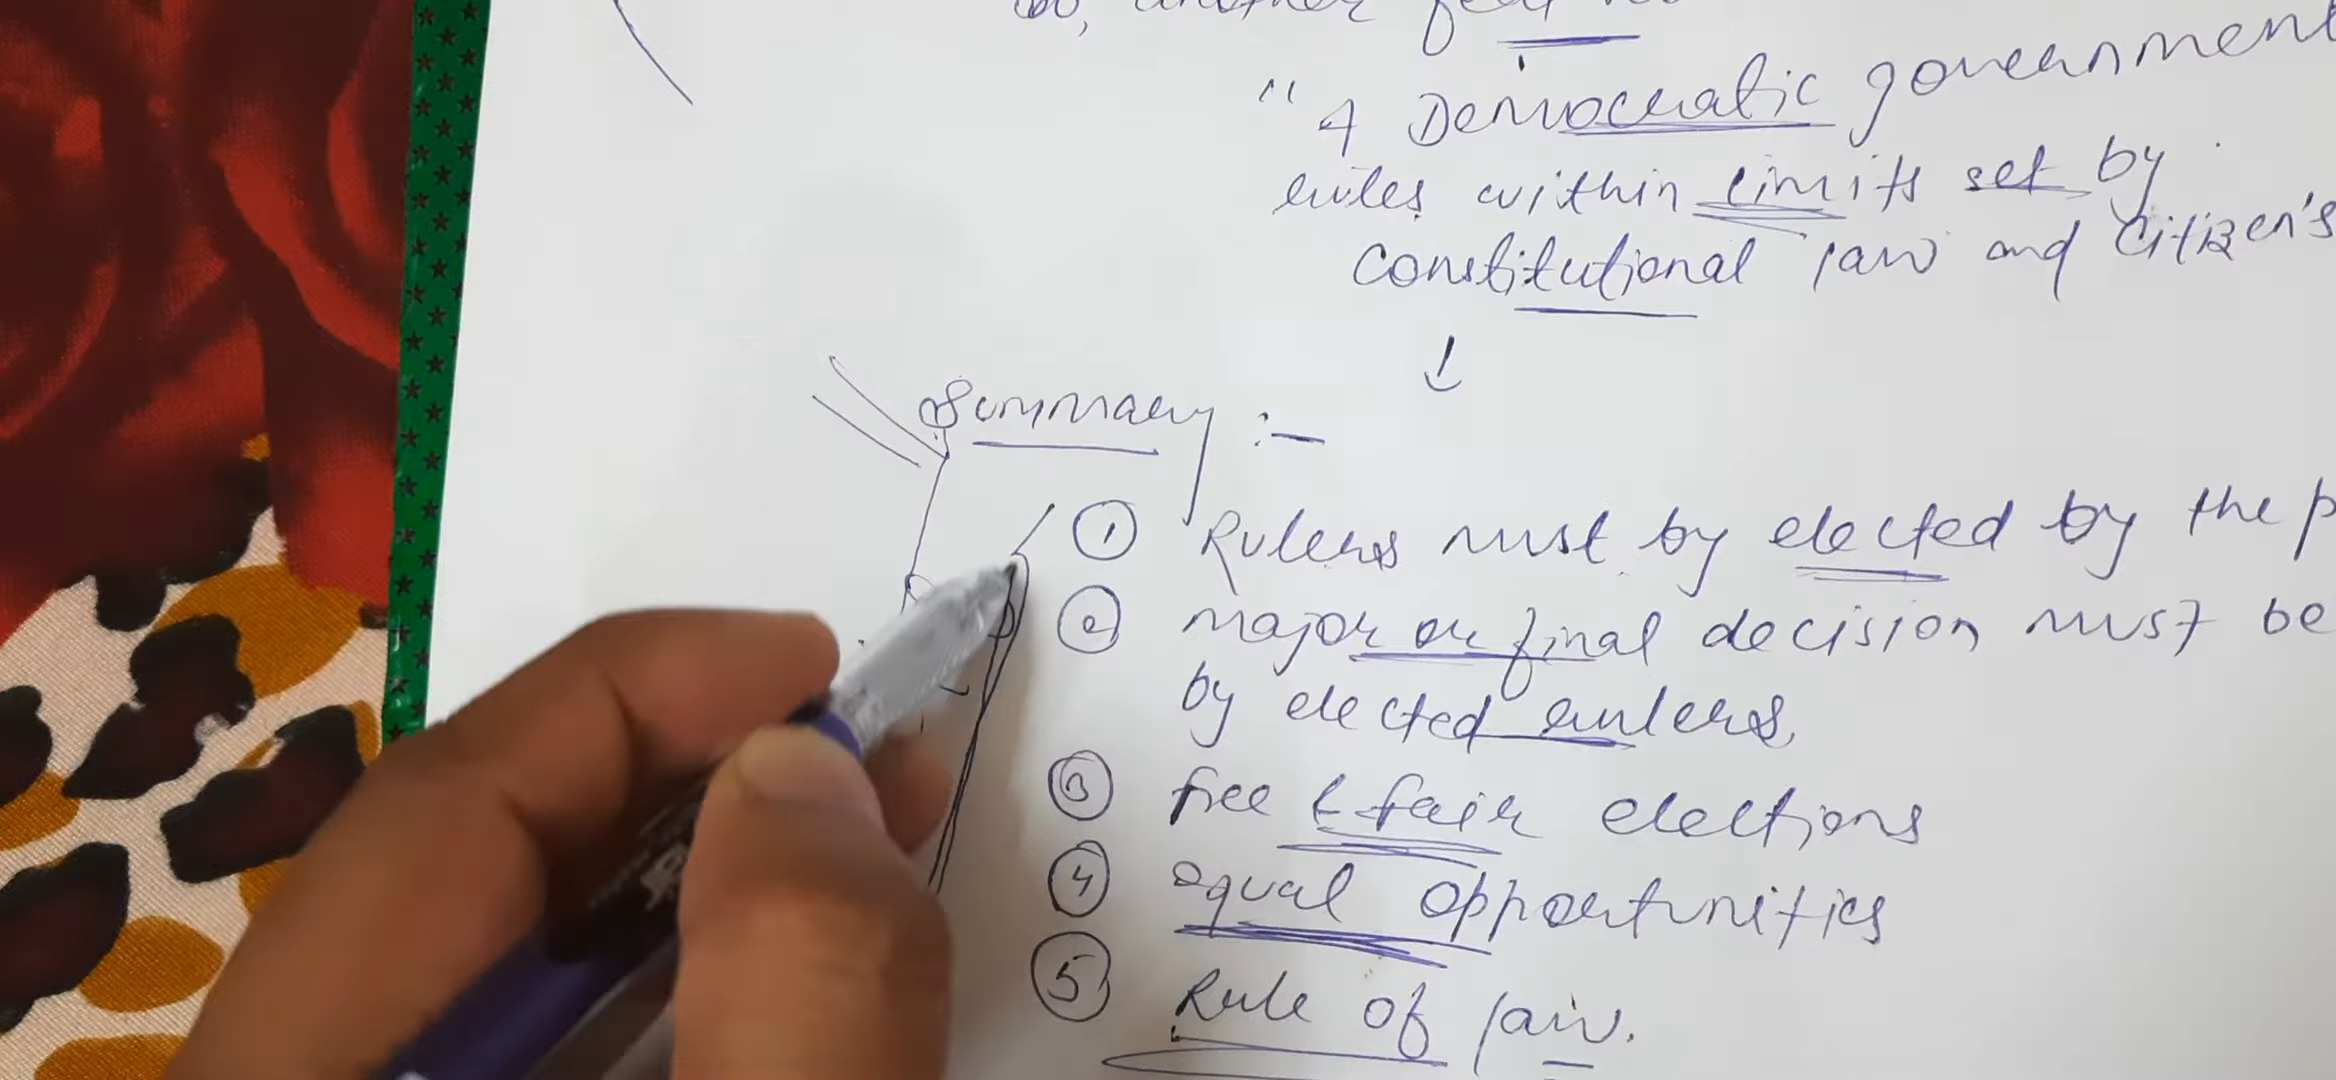 " A Democratic government
rules within limits set by
constitutional law and citizen's
↓
Summary :-
① Rulers must by elected by the p
② major or final decision must be
by elected rulers.
③ free & fair elections
④ equal opportunities
⑤ Rule of law.